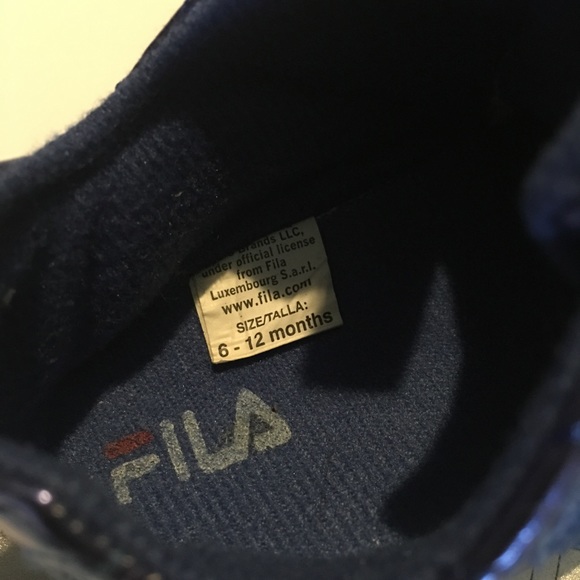 Brands LLC,
under official license
from Fila
Luxembourg S.a.r.l.
www.fila.com
SIZE/TALLA:
6 - 12 months
FILA